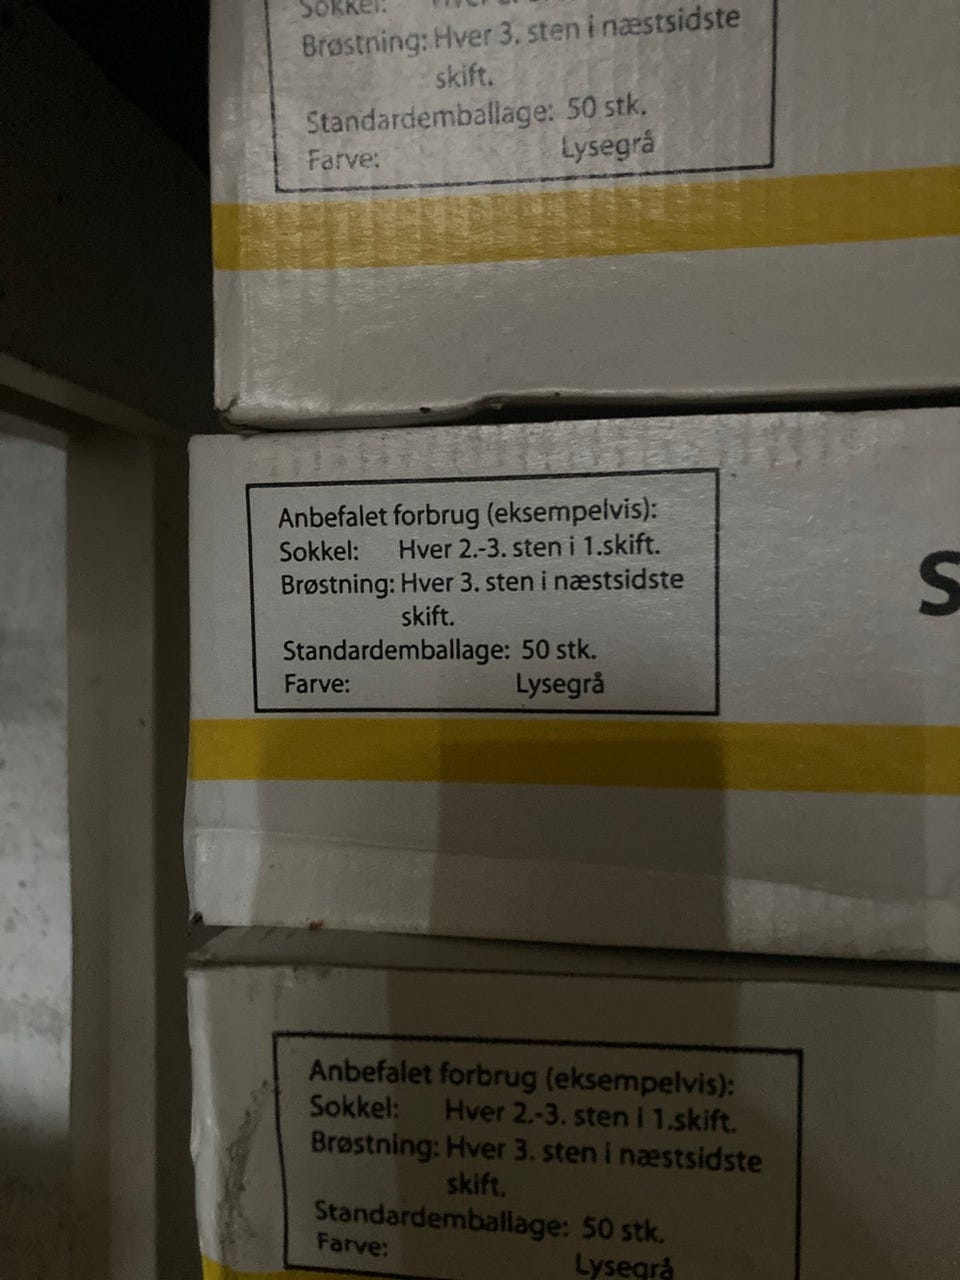 Sokkel:
Brøstning: Hver 3. sten i næstsidste
skift.
Standardemballage: 50 stk.
Farve: Lysegrå
Anbefalet forbrug (eksempelvis):
Sokkel: Hver 2.-3. sten i 1.skift.
Brøstning: Hver 3. sten i næstsidste
skift.
Standardemballage: 50 stk.
Farve: Lysegrå
S
Anbefalet forbrug (eksempelvis):
Sokkel: Hver 2.-3. sten i 1.skift.
Brøstning: Hver 3. sten i næstsidste
skift.
Standardemballage: 50 stk.
Farve: Lysegrå